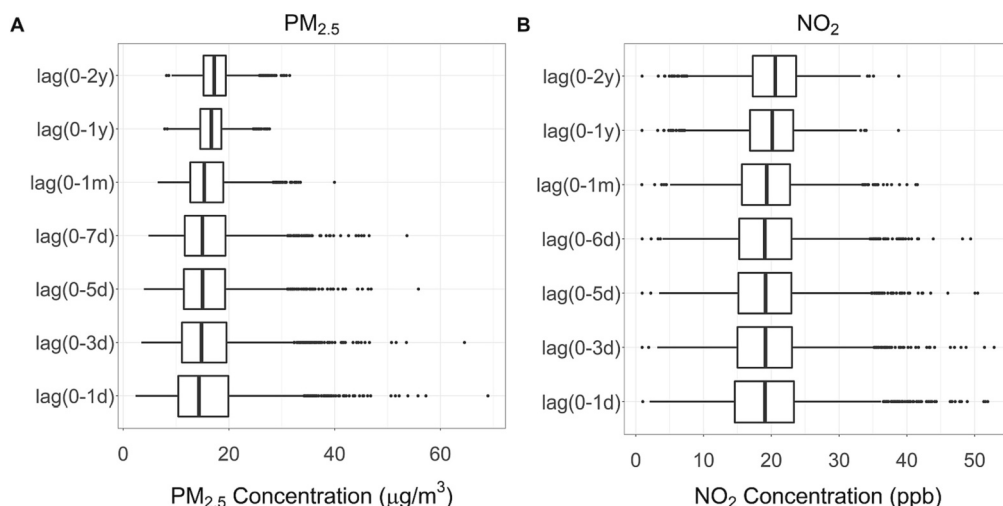 A
PM2.5
lag(0-2y)
lag(0-1y)
lag(0-1m)
lag(0-7d)
lag(0-5d)
lag(0-3d)
lag(0-1d)
0 20 40 60
PM2.5 Concentration (μg/m³)
B
NO2
lag(0-2y)
lag(0-1y)
lag(0-1m)
lag(0-6d)
lag(0-5d)
lag(0-3d)
lag(0-1d)
0 10 20 30 40 50
NO2 Concentration (ppb)